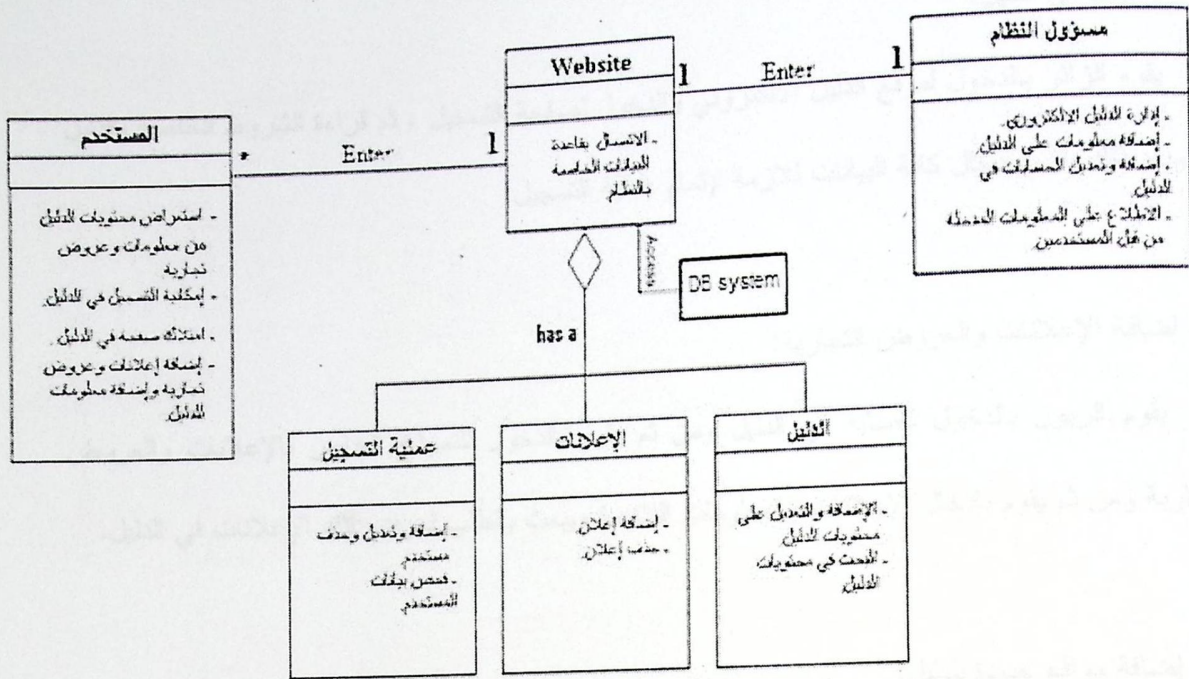 مسؤول النظام
- إدارة الدليل الالكتروني.
- إضافة معلومات على الدليل.
- إضافة وتعديل الحسابات في
الدليل.
- الاطلاع على المعلومات المدخلة
من قبل المستخدمين.
1 Enter 1
Website
- الاتصال بقاعدة
البيانات الخاصة
بالنظام.
المستخدم
- استعراض محتويات الدليل
من معلومات وعروض
تجارية.
- إمكانية التسجيل في الدليل.
- امتلاك صفحة في الدليل.
- إضافة إعلانات وعروض
تجارية وإضافة معلومات
للدليل.
* Enter 1
Access
DB system
has a
الدليل
- الإضافة والتعديل على
محتويات الدليل.
- البحث في محتويات
الدليل.
الإعلانات
- إضافة إعلان.
- حذف إعلان.
عملية التسجيل
- إضافة وتعديل وحذف
مستخدم.
- فحص بيانات
المستخدم.